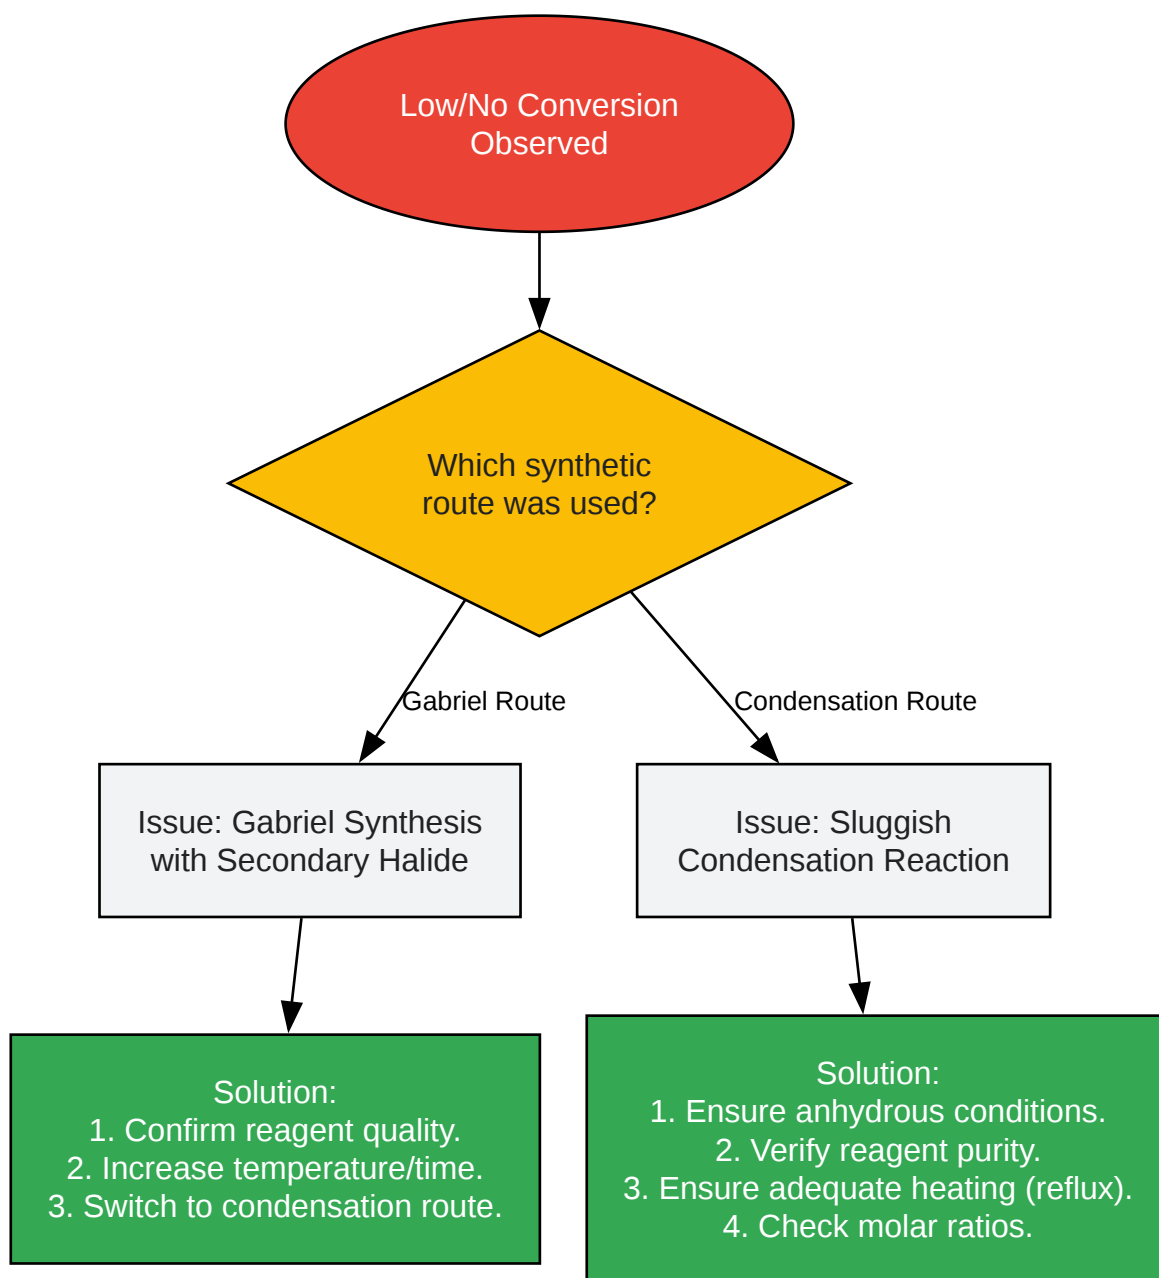 Low/No Conversion
Observed
Which synthetic
route was used?
Gabriel Route
Condensation Route
Issue: Gabriel Synthesis
with Secondary Halide
Issue: Sluggish
Condensation Reaction
Solution:
1. Confirm reagent quality.
2. Increase temperature/time.
3. Switch to condensation route.
Solution:
1. Ensure anhydrous conditions.
2. Verify reagent purity.
3. Ensure adequate heating (reflux).
4. Check molar ratios.